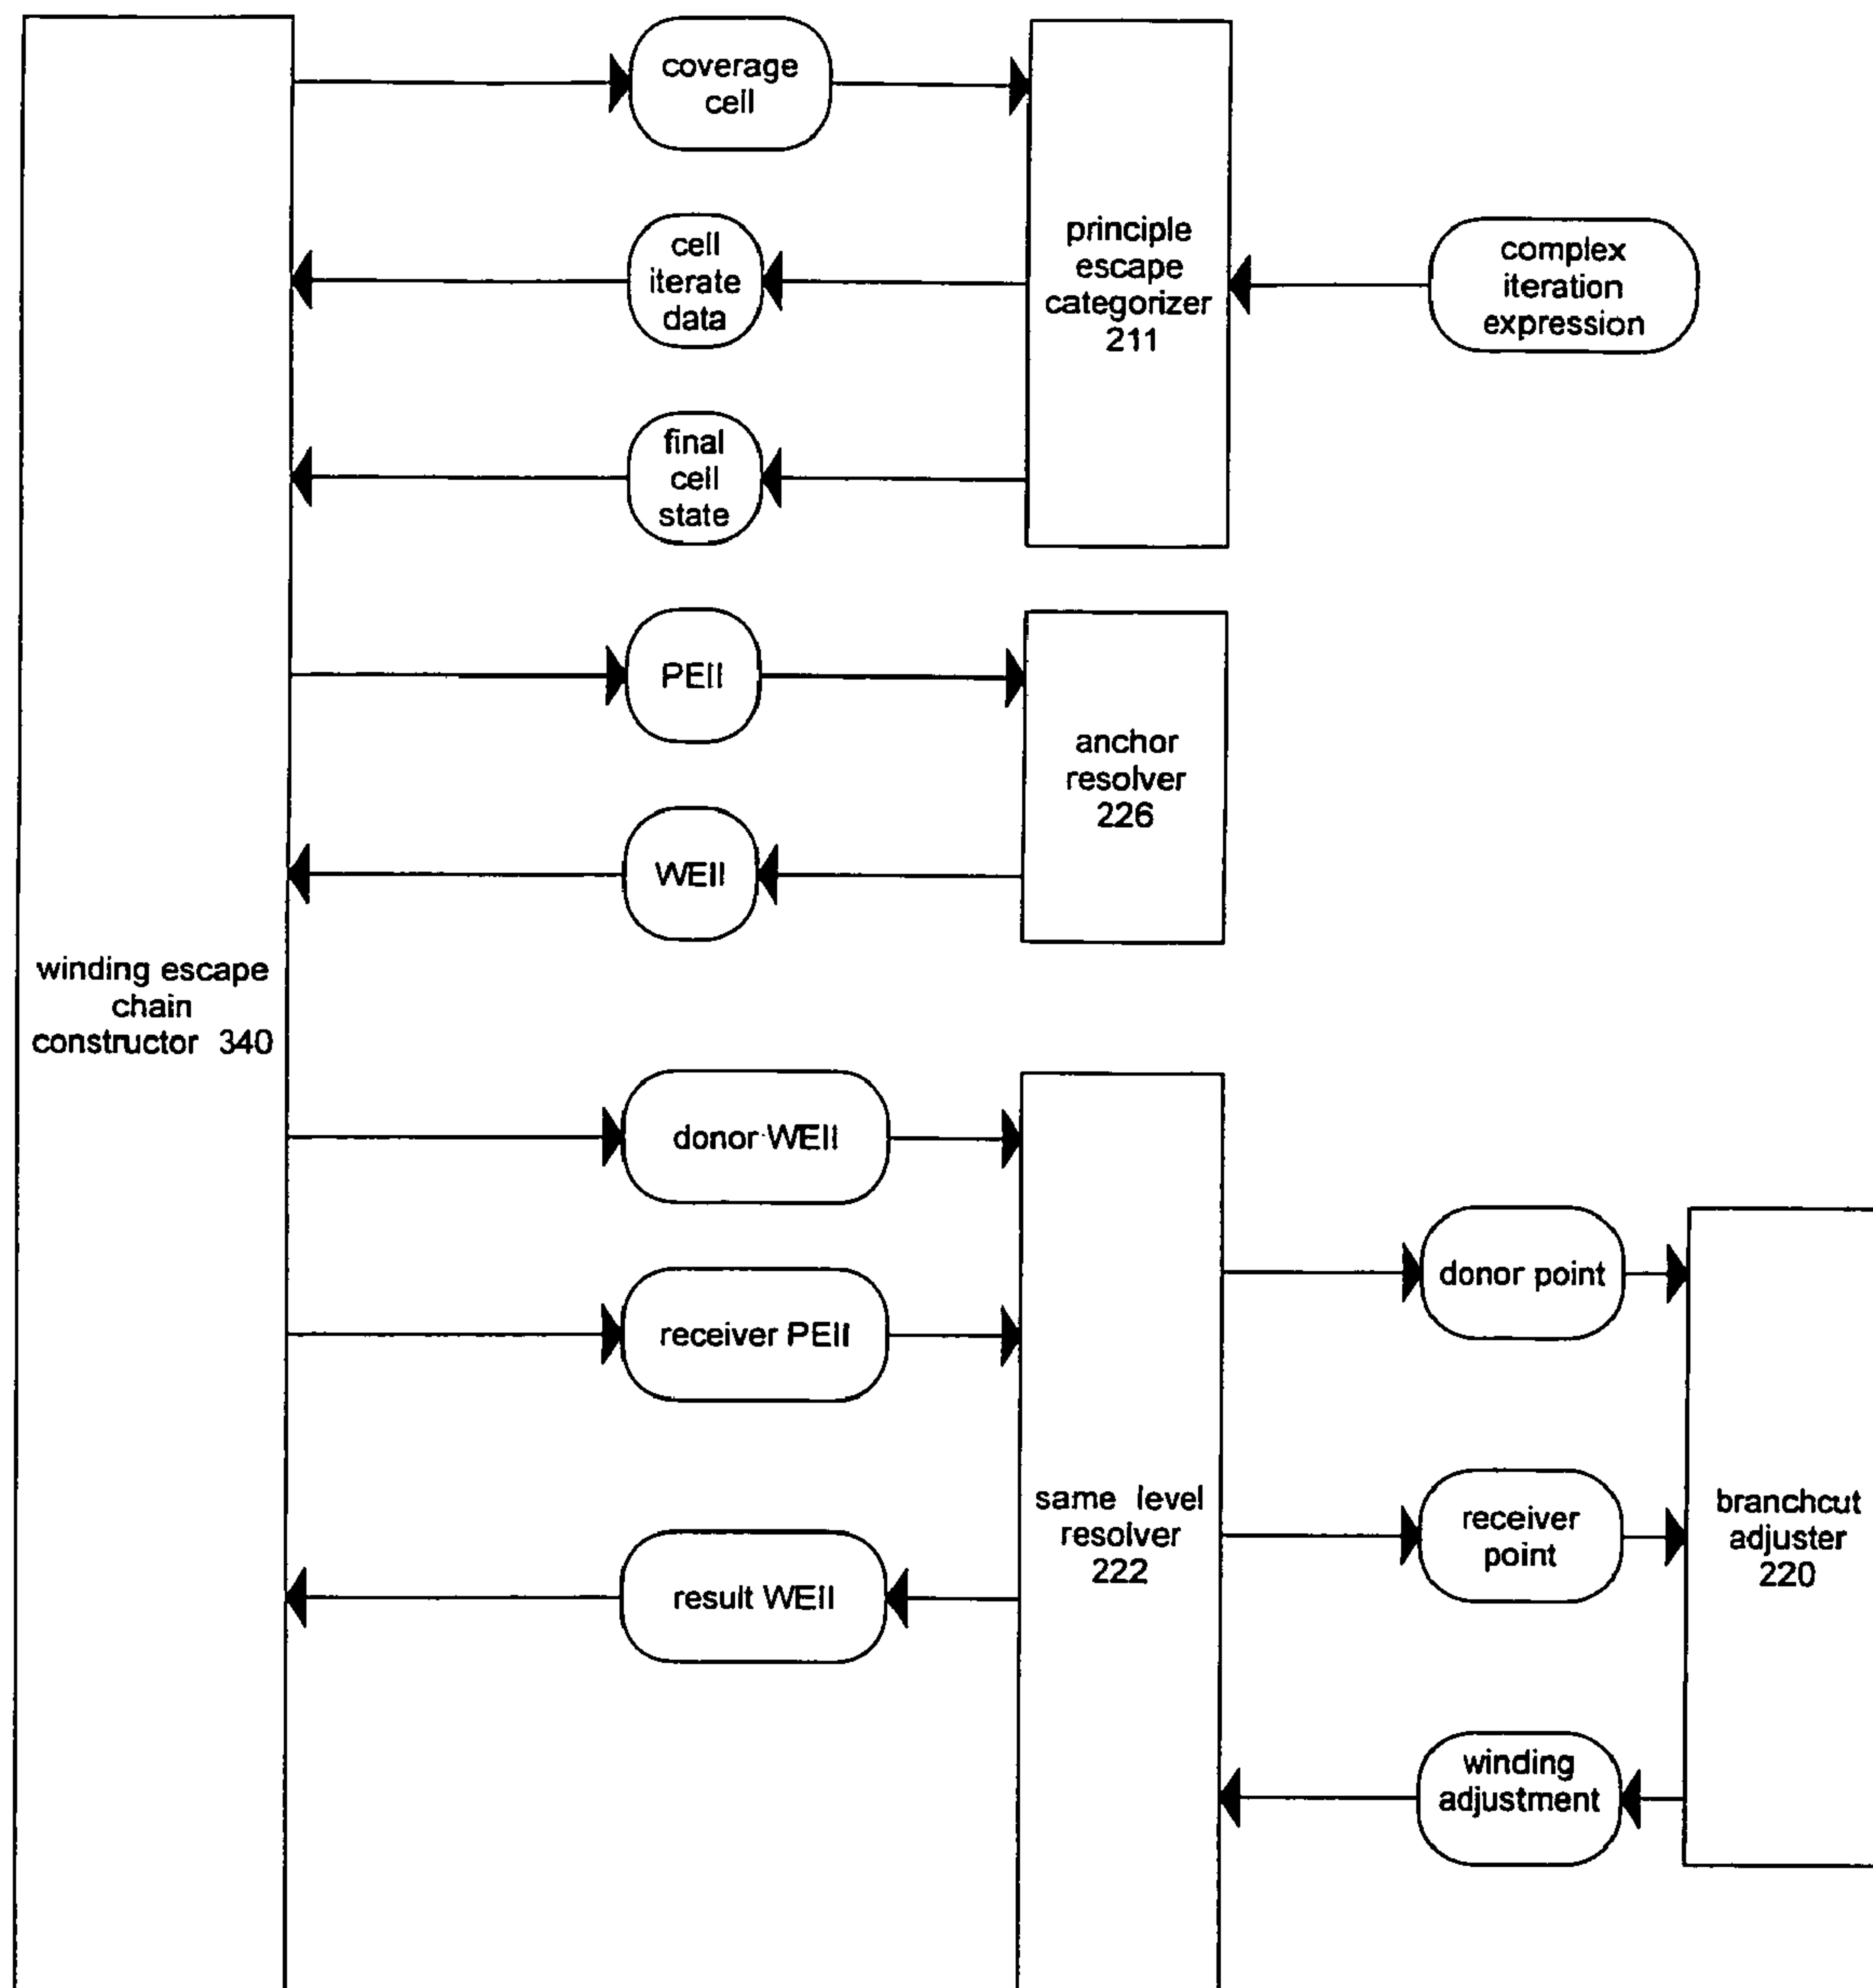 coverage
cell
cell
iterate
data
principle
escape
categorizer
211
complex
iteration
expression
final
cell
state
PEII
anchor
resolver
226
WEII
winding escape
chain
constructor 340
donor WEII
donor point
receiver PEII
same level
resolver
222
receiver
point
branchcut
adjuster
220
result WEII
winding
adjustment